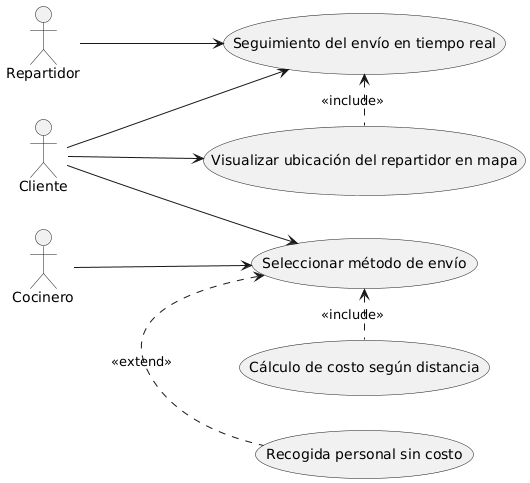 Repartidor
Seguimiento del envío en tiempo real
«include»
Cliente
Visualizar ubicación del repartidor en mapa
Cocinero
Seleccionar método de envío
«include»
«extend»
Cálculo de costo según distancia
Recogida personal sin costo